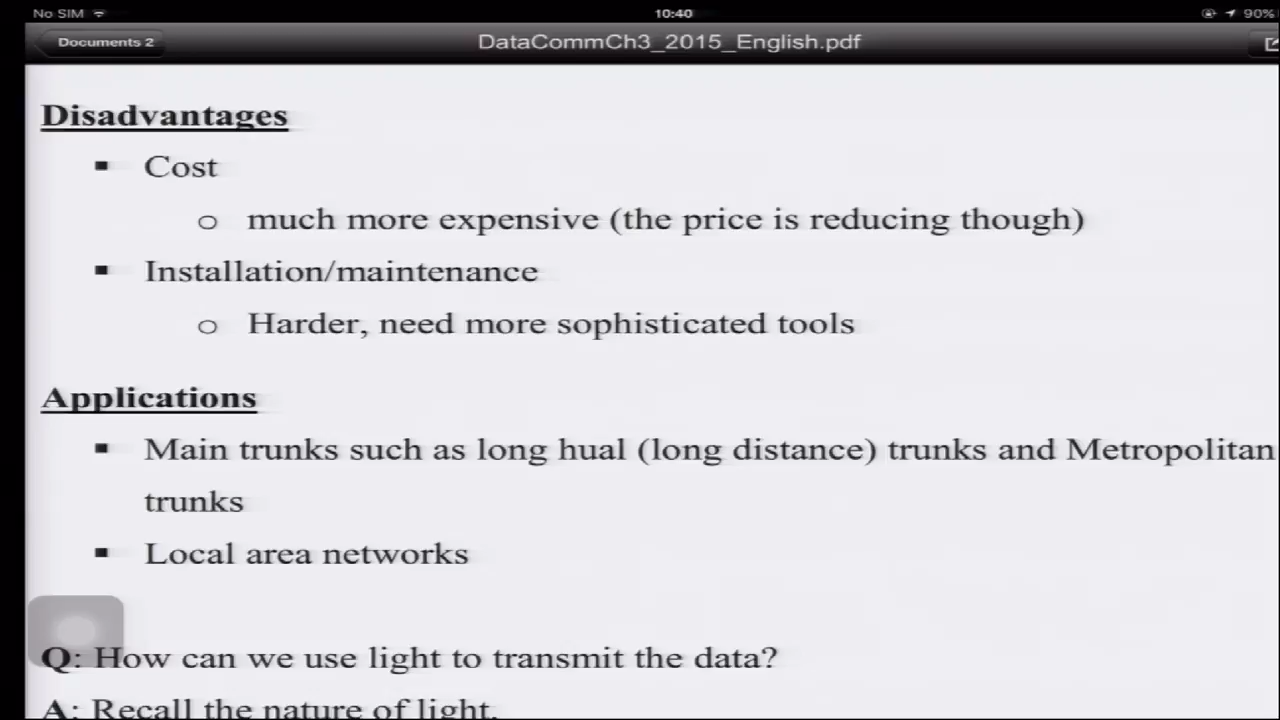 No SIM 10:40 90%
Documents 2 DataCommCh3_2015_English.pdf
Disadvantages
▪ Cost
o much more expensive (the price is reducing though)
▪ Installation/maintenance
o Harder, need more sophisticated tools
Applications
▪ Main trunks such as long hual (long distance) trunks and Metropolitan
trunks
▪ Local area networks
Q: How can we use light to transmit the data?
A: Recall the nature of light.